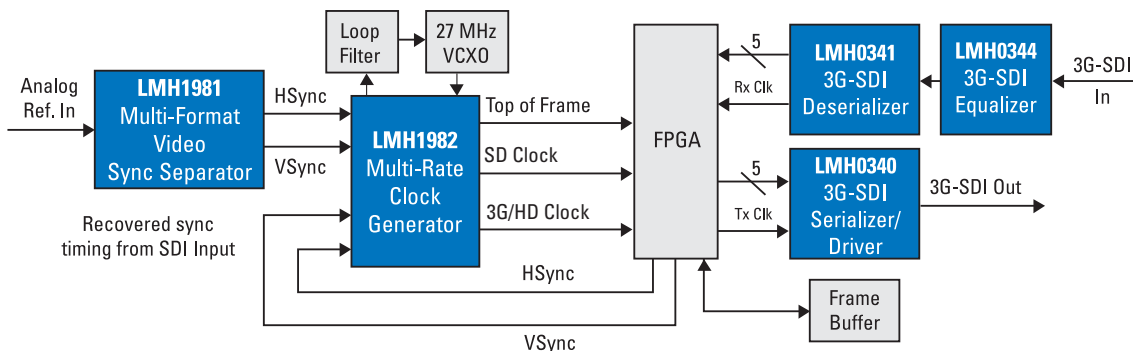 Analog
Ref. In
LMH1981
Multi-Format
Video
Sync Separator
HSync
VSync
Recovered sync
timing from SDI Input
Loop
Filter
27 MHz
VCXO
LMH1982
Multi-Rate
Clock
Generator
Top of Frame
SD Clock
3G/HD Clock
HSync
VSync
FPGA
5
Rx Clk
LMH0341
3G-SDI
Deserializer
LMH0344
3G-SDI
Equalizer
3G-SDI
In
5
Tx Clk
LMH0340
3G-SDI
Serializer/
Driver
3G-SDI Out
Frame
Buffer